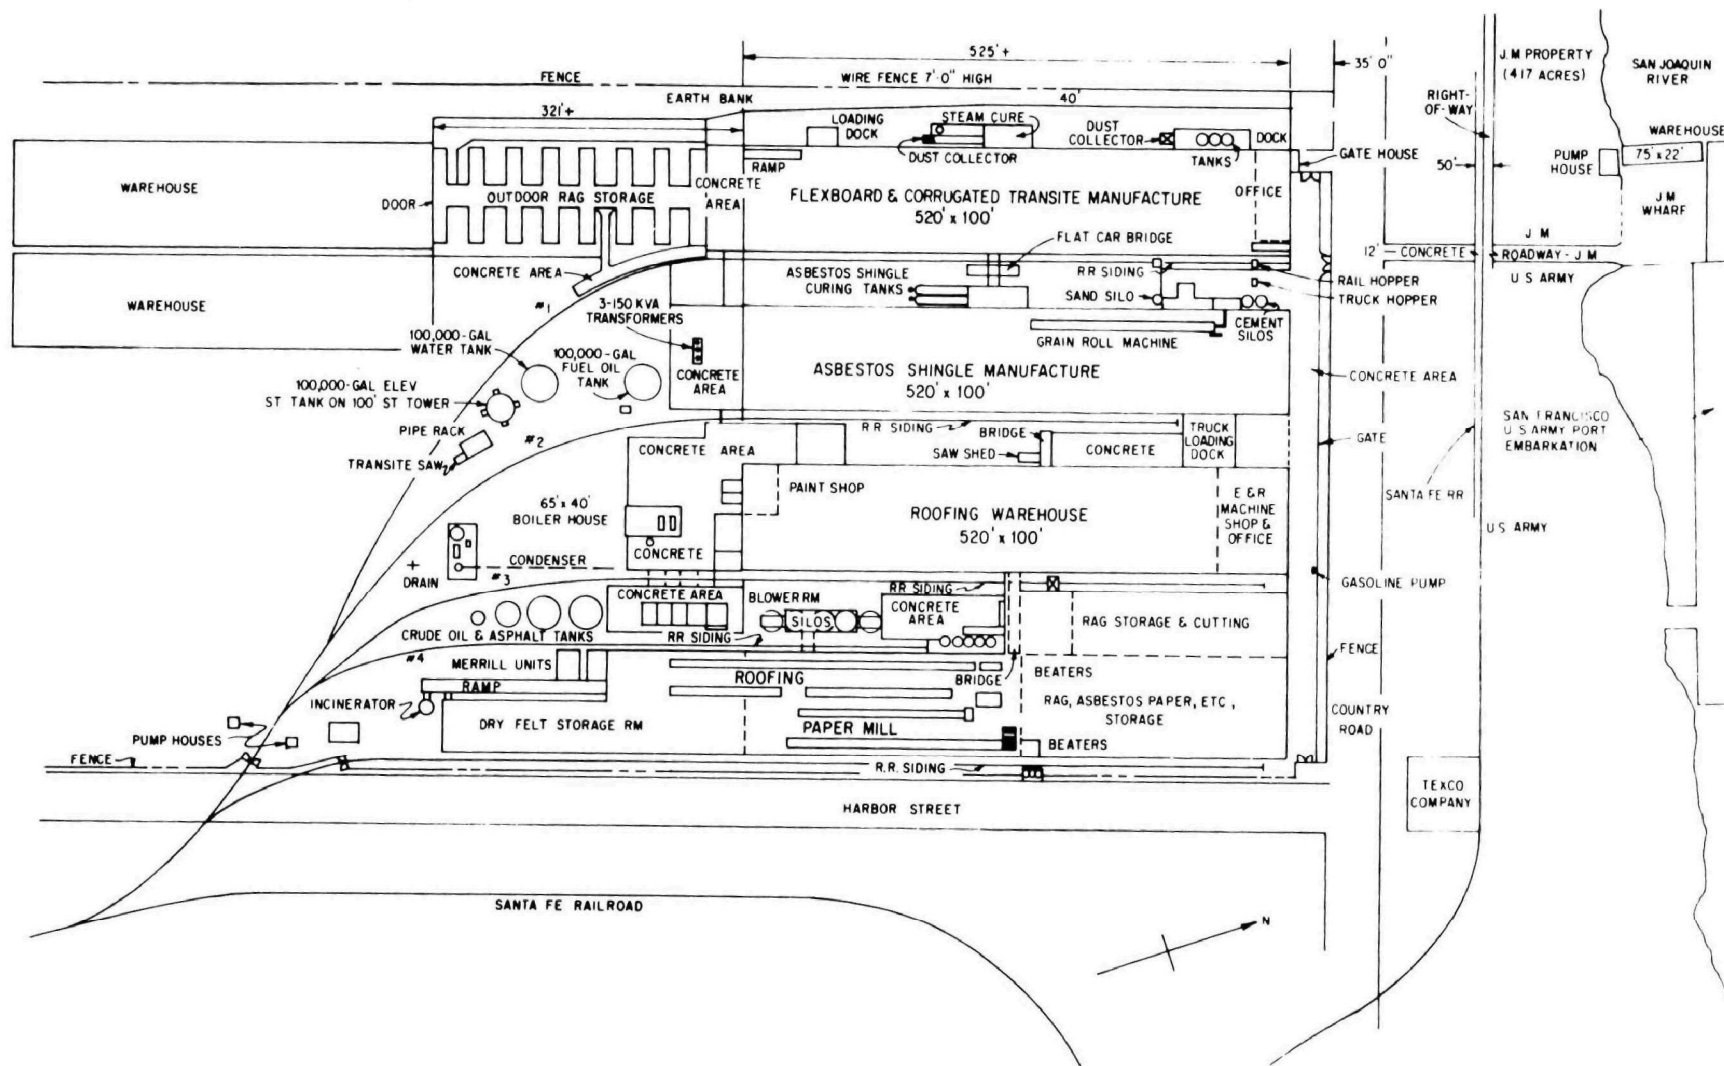 525'+
35' 0"
FENCE
WIRE FENCE 7'-0" HIGH
EARTH BANK
40'
321'+
LOADING
DOCK
STEAM CURE
DUST
COLLECTOR
DUST COLLECTOR
TANKS
DOCK
RAMP
GATE HOUSE
J.M PROPERTY
(417 ACRES)
SAN JOAQUIN
RIVER
RIGHT-
OF-WAY
WAREHOUSE
75' x 22'
PUMP
HOUSE
50'
J M
WHARF
WAREHOUSE
DOOR
OUTDOOR RAG STORAGE
CONCRETE
AREA
FLEXBOARD & CORRUGATED TRANSITE MANUFACTURE
520' x 100'
OFFICE
J M
12' CONCRETE
ROADWAY - J M
U S ARMY
FLAT CAR BRIDGE
CONCRETE AREA
ASBESTOS SHINGLE
CURING TANKS
RR SIDING
RAIL HOPPER
TRUCK HOPPER
SAND SILO
CEMENT
SILOS
GRAIN ROLL MACHINE
WAREHOUSE
#1
3-150 KVA
TRANSFORMERS
100,000-GAL
WATER TANK
100,000-GAL
FUEL OIL
TANK
CONCRETE
AREA
ASBESTOS SHINGLE MANUFACTURE
520' x 100'
CONCRETE AREA
100,000-GAL ELEV
ST TANK ON 100' ST TOWER
PIPE RACK
#2
TRANSITE SAW
RR SIDING
BRIDGE
SAW SHED
CONCRETE
TRUCK
LOADING
DOCK
GATE
SAN FRANCISCO
U S ARMY PORT
EMBARKATION
CONCRETE AREA
PAINT SHOP
65' x 40'
BOILER HOUSE
ROOFING WAREHOUSE
520' x 100'
E & R
MACHINE
SHOP &
OFFICE
SANTA FE RR
U S ARMY
CONCRETE
CONDENSER
DRAIN
#3
GASOLINE PUMP
CONCRETE AREA
BLOWER RM
RR SIDING
CONCRETE
AREA
SILOS
RAG STORAGE & CUTTING
CRUDE OIL & ASPHALT TANKS
RR SIDING
#4
MERRILL UNITS
RAMP
ROOFING
BRIDGE
BEATERS
FENCE
INCINERATOR
DRY FELT STORAGE RM
PAPER MILL
RAG, ASBESTOS PAPER, ETC,
STORAGE
COUNTRY
ROAD
PUMP HOUSES
BEATERS
FENCE
R.R. SIDING
TEXCO
COMPANY
HARBOR STREET
SANTA FE RAILROAD
N